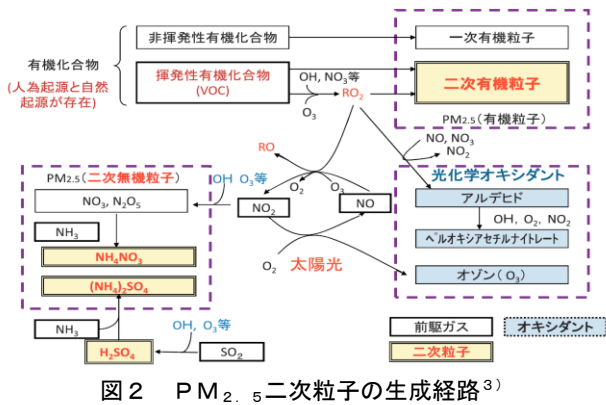 有機化合物
(人為起源と自然
起源が存在)
非揮発性有機化合物
一次有機粒子
揮発性有機化合物
(VOC)
OH, NO₃等
O₃
RO₂
二次有機粒子
PM2.5(有機粒子)
NO, NO₃
NO₂
RO
O₂
O₃
PM2.5(二次無機粒子)
OH O₃等
NO₃, N₂O₅
NO₂
NO
NH₃
NH₄NO₃
(NH₄)₂SO₄
O₂
太陽光
光化学オキシダント
アルデヒド
OH, O₂, NO₂
ペルオキシアセチルナイトレート
オゾン(O₃)
NH₃
OH, O₃等
H₂SO₄
SO₂
前駆ガス
オキシダント
二次粒子
図2 PM₂.₅二次粒子の生成経路³⁾